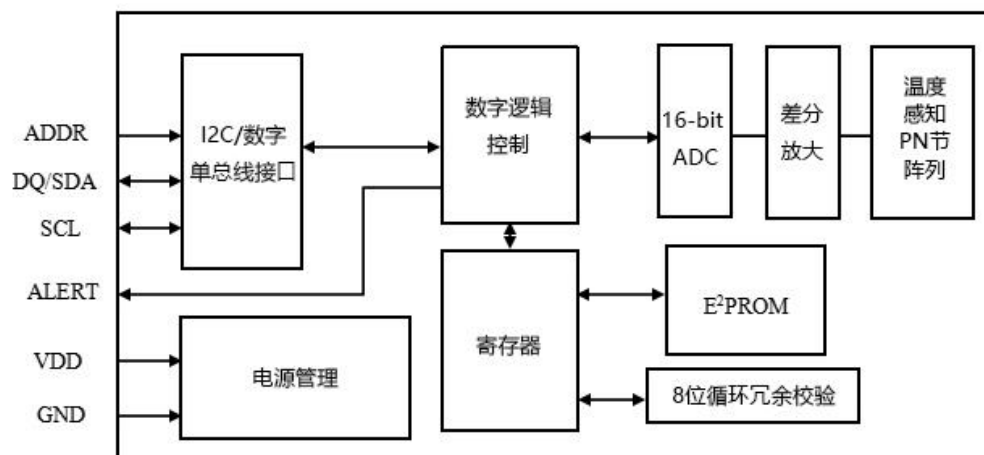 ADDR
DQ/SDA
SCL
ALERT
VDD
GND
I2C/数字
单总线接口
电源管理
数字逻辑
控制
寄存器
16-bit
ADC
差分
放大
温度
感知
PN节
阵列
E²PROM
8位循环冗余校验